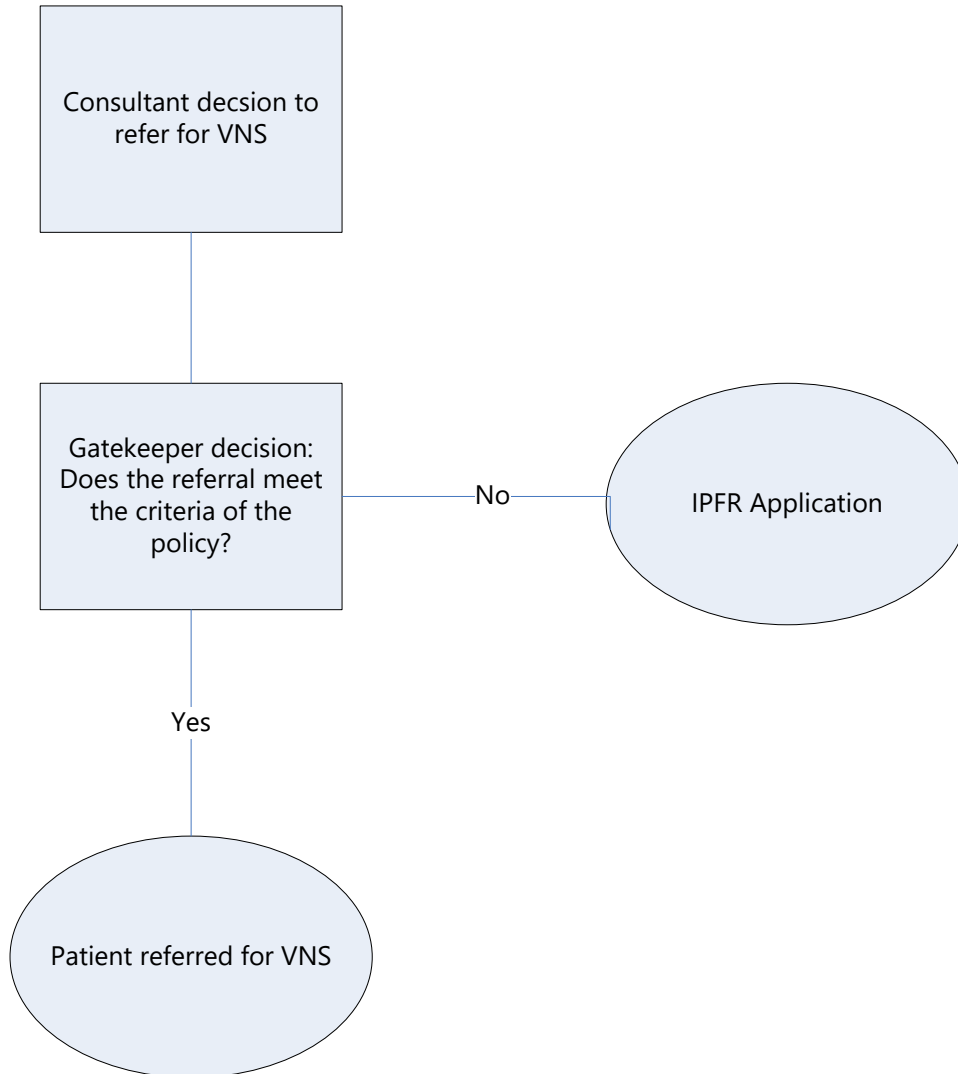 Consultant decsion to
refer for VNS
Gatekeeper decision:
Does the referral meet
the criteria of the
policy?
No
IPFR Application
Yes
Patient referred for VNS